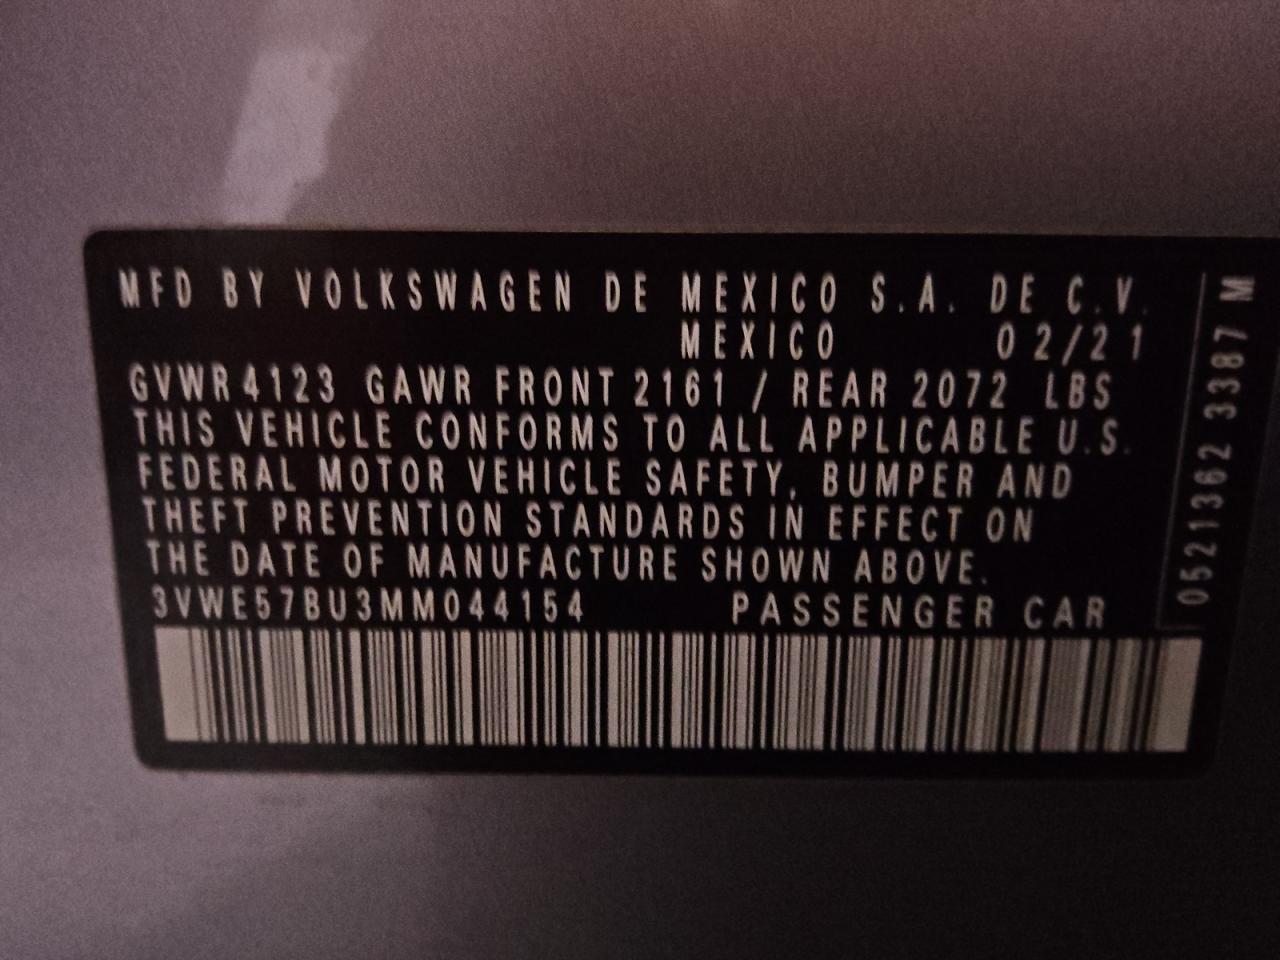 MFD BY VOLKSWAGEN DE MEXICO S.A. DE C.V.
MEXICO 02/21
GVWR 4123 GAWR FRONT 2161 / REAR 2072 LBS
THIS VEHICLE CONFORMS TO ALL APPLICABLE U.S.
FEDERAL MOTOR VEHICLE SAFETY, BUMPER AND
THEFT PREVENTION STANDARDS IN EFFECT ON
THE DATE OF MANUFACTURE SHOWN ABOVE.
3VWE57BU3MM044154 PASSENGER CAR
0521362 3387 M